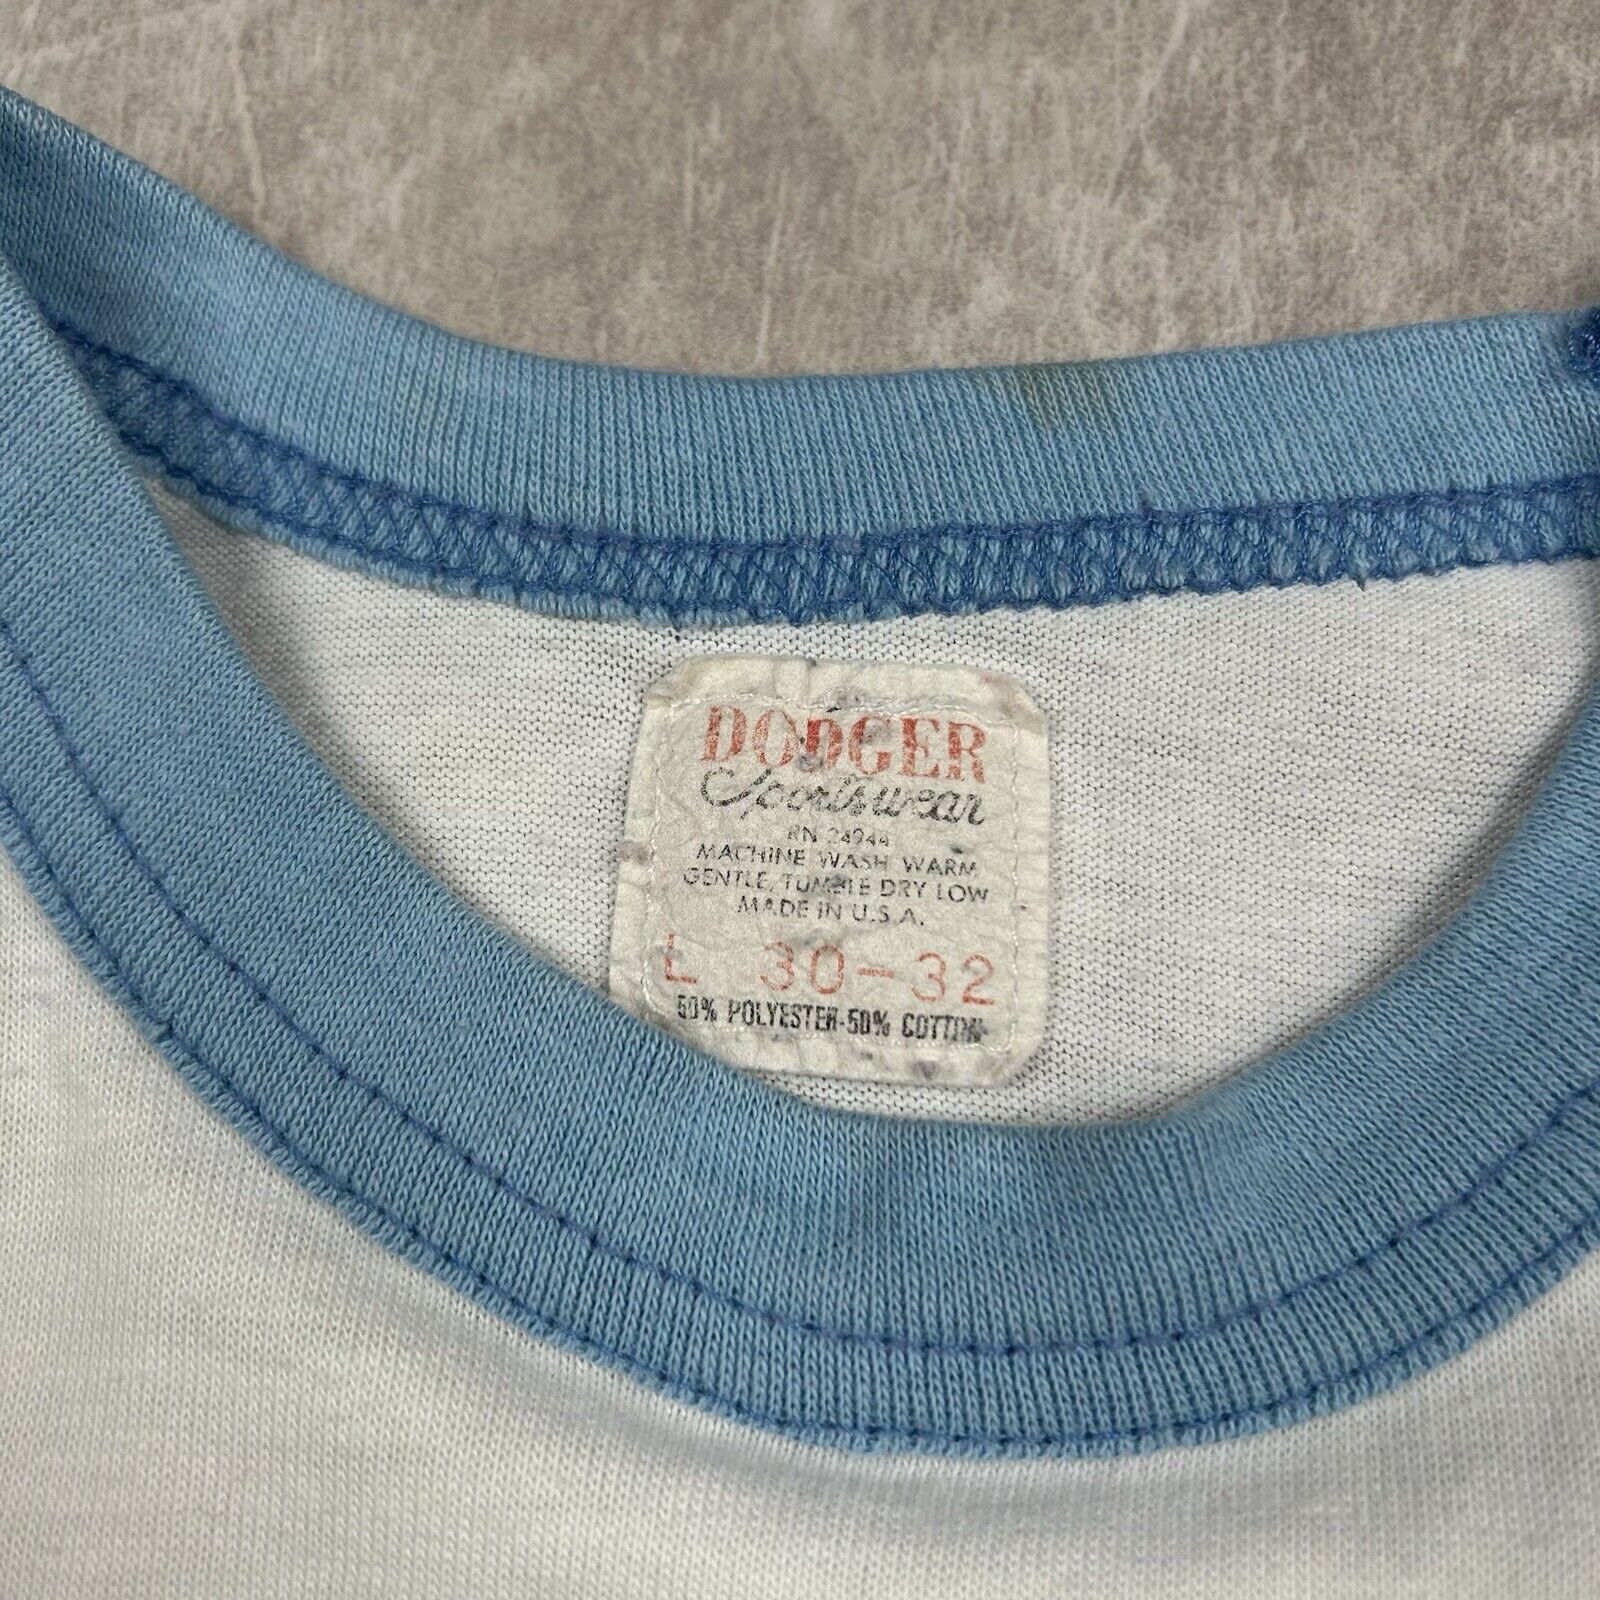 DODGER
Sportswear
RN 24944
MACHINE WASH WARM
GENTLE, TUMBLE DRY LOW
MADE IN U.S.A.
L 30-32
50% POLYESTER-50% COTTON